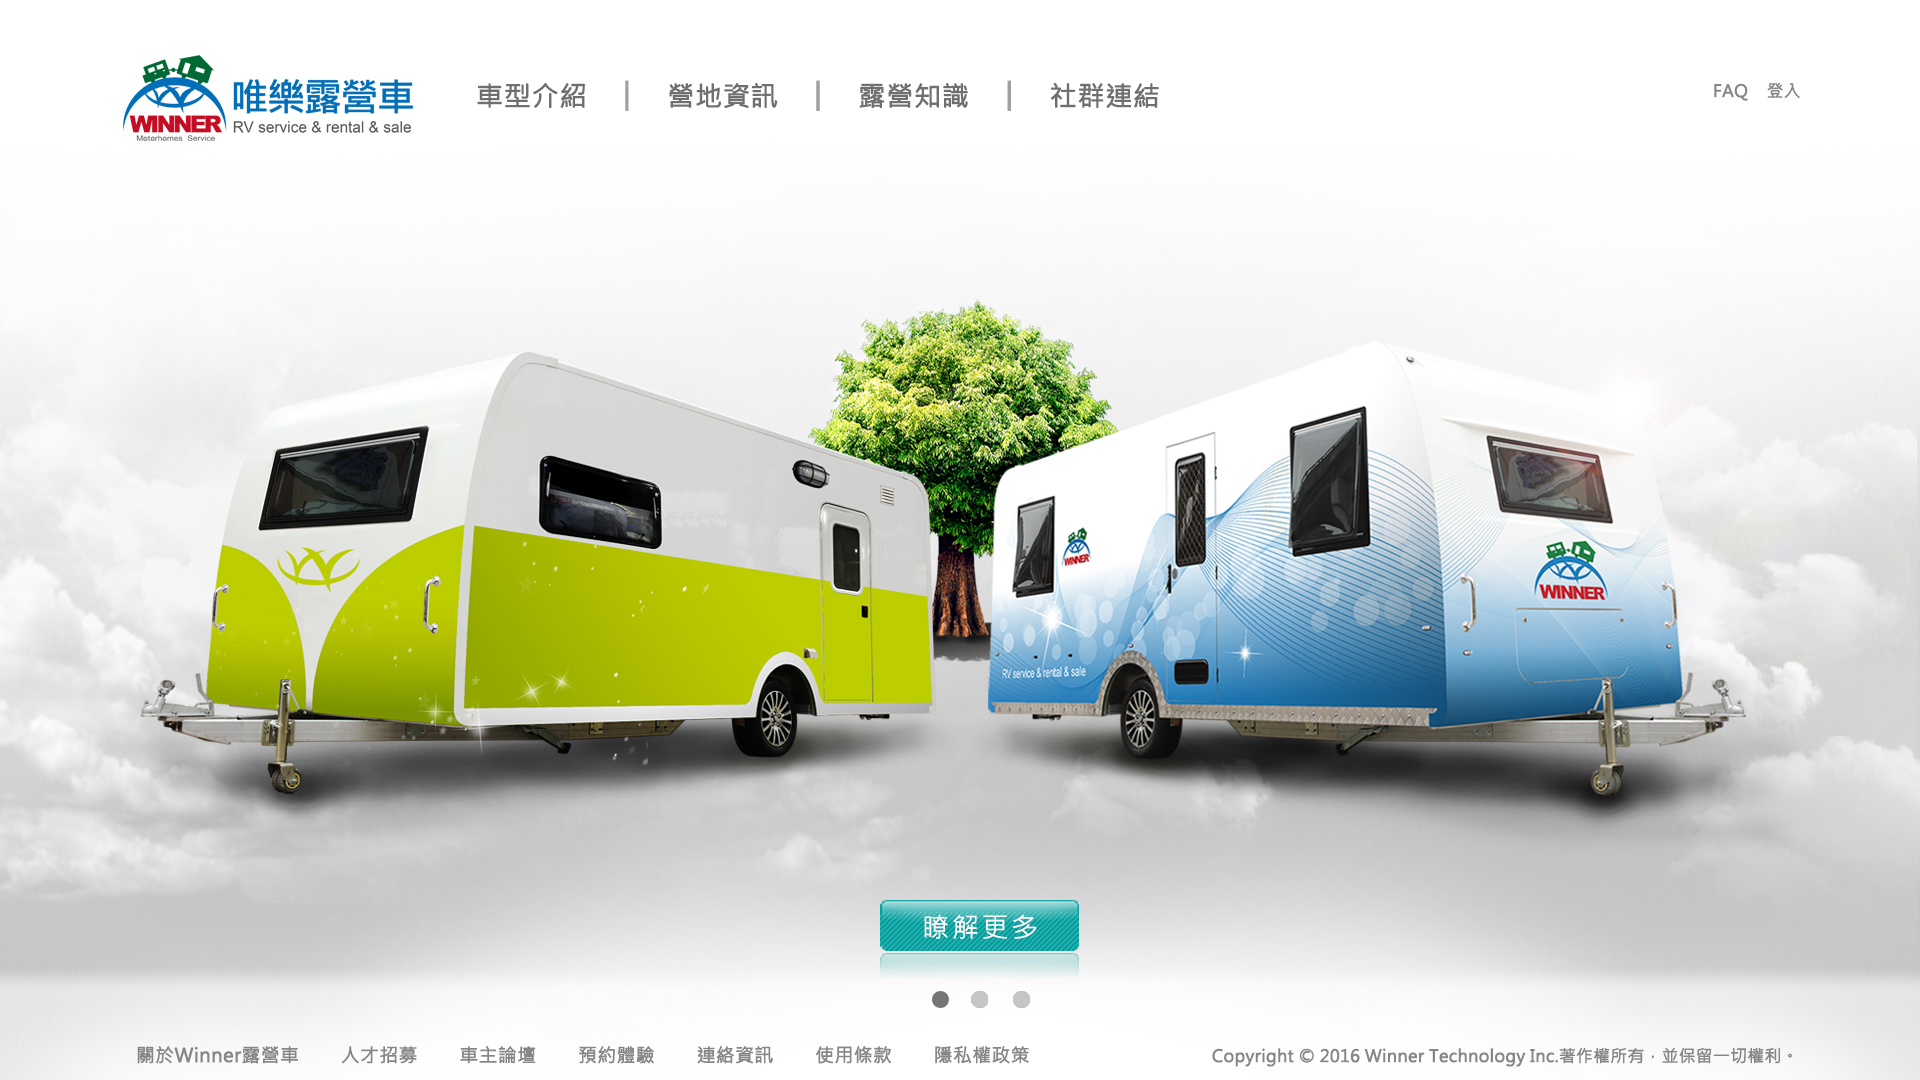 唯樂露營車
WINNER
RV service & rental & sale
Motorhomes Service
車型介紹
營地資訊
露營知識
社群連結
FAQ
登入
WINNER
WINNER
RV service & rental & sale
瞭解更多
關於Winner露營車
人才招募
車主論壇
預約體驗
連絡資訊
使用條款
隱私權政策
Copyright © 2016 Winner Technology Inc.著作權所有，並保留一切權利。